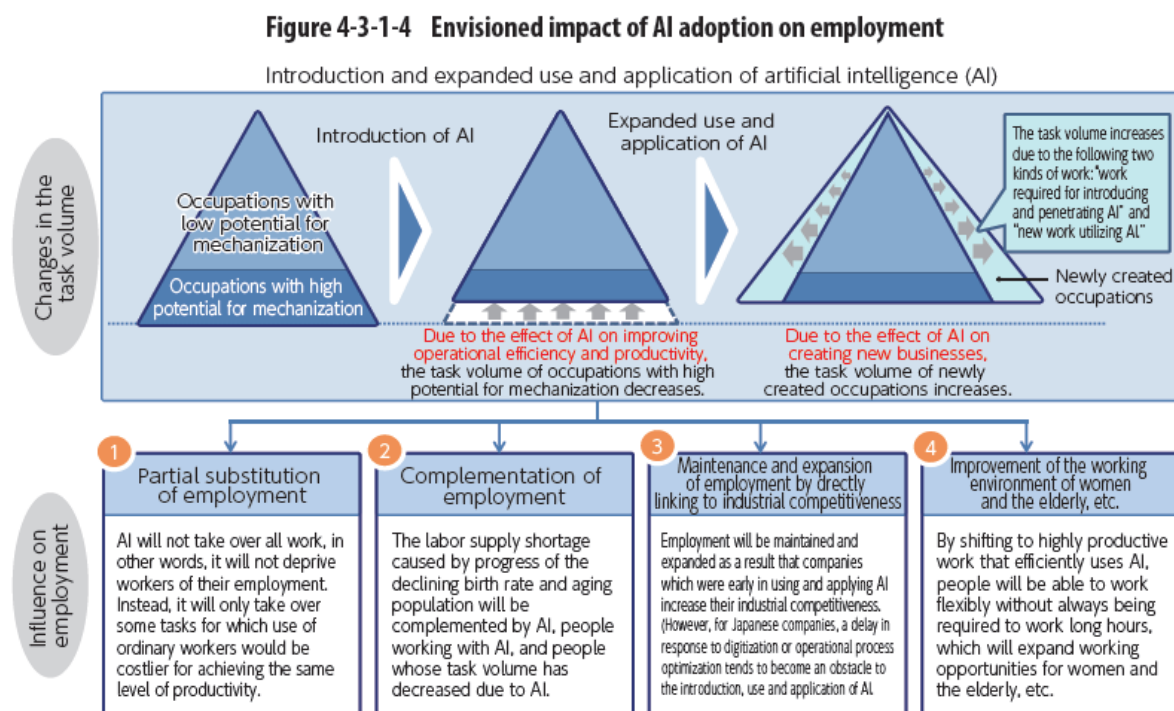 Figure 4-3-1-4 Envisioned impact of AI adoption on employment
Introduction and expanded use and application of artificial intelligence (AI)
Changes in the
task volume
Occupations with
low potential for
mechanization
Occupations with high
potential for mechanization
Introduction of AI
Due to the effect of AI on improving
operational efficiency and productivity,
the task volume of occupations with high
potential for mechanization decreases.
Expanded use and
application of AI
The task volume increases
due to the following two
kinds of work: "work
required for introducing
and penetrating AI" and
"new work utilizing AI."
Newly created
occupations
Due to the effect of AI on
creating new businesses,
the task volume of newly
created occupations increases.
Influence on
employment
1
Partial substitution
of employment
AI will not take over all work, in
other words, it will not deprive
workers of their employment.
Instead, it will only take over
some tasks for which use of
ordinary workers would be
costlier for achieving the same
level of productivity.
2
Complementation of
employment
The labor supply shortage
caused by progress of the
declining birth rate and aging
population will be
complemented by AI, people
working with AI, and people
whose task volume has
decreased due to AI.
3
Maintenance and expansion
of employment by drectly
linking to industrial competitiveness
Employment will be maintained and
expanded as a result that companies
which were early in using and applying AI
increase their industrial competitiveness.
(However, for Japanese companies, a delay in
response to digitization or operational process
optimization tends to become an obstacle to
the introduction, use and application of AI.
4
Improvement of the working
environment of women
and the elderly, etc.
By shifting to highly productive
work that efficiently uses AI,
people will be able to work
flexibly without always being
required to work long hours,
which will expand working
opportunities for women and
the elderly, etc.